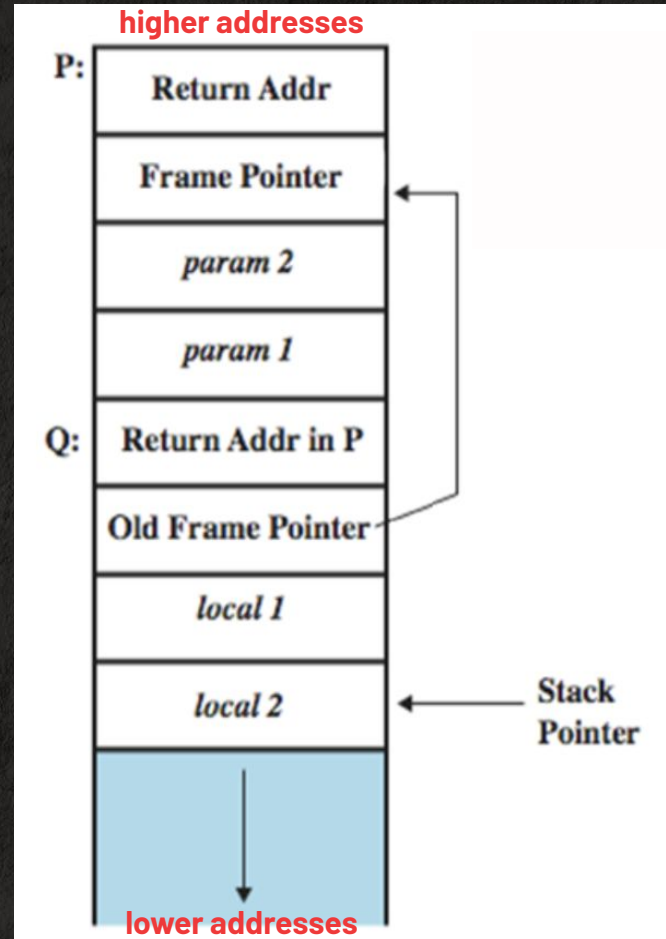 higher addresses
P:
Return Addr
Frame Pointer
param 2
param 1
Q:
Return Addr in P
Old Frame Pointer
local 1
local 2
Stack
Pointer
lower addresses